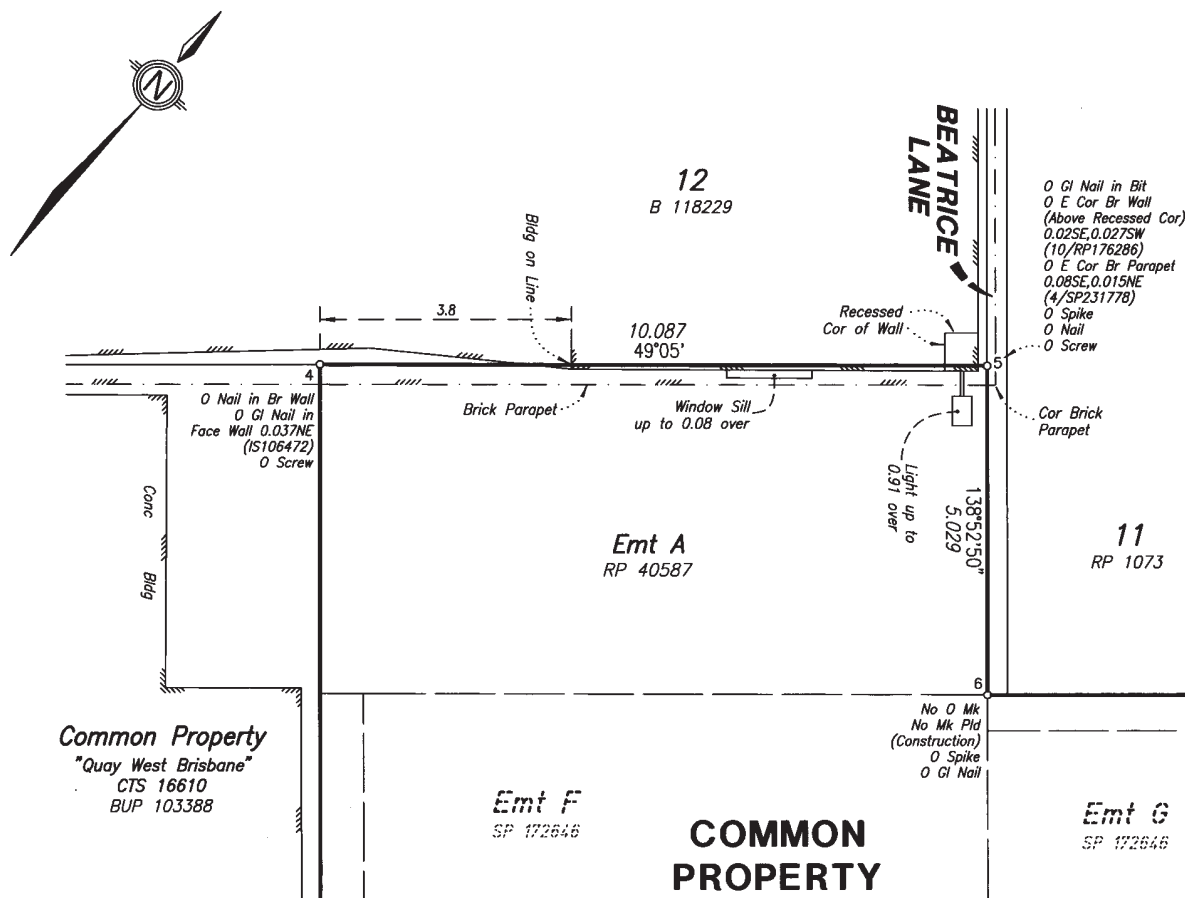 N
BEATRICE
LANE
12
B 118229
O GI Nail in Bit
O E Cor Br Wall
(Above Recessed Cor)
0.02SE,0.027SW
(10/RP176286)
O E Cor Br Parapet
0.08SE,0.015NE
(4/SP231778)
O Spike
O Nail
O Screw
Bldg on Line
3.8
10.087
49°05'
Recessed
Cor of Wall
4
5
O Nail in Br Wall
O GI Nail in
Face Wall 0.037NE
(IS106472)
O Screw
Brick Parapet
Window Sill
up to 0.08 over
Cor Brick
Parapet
Light up to
0.91 over
138°52'50"
5.029
Conc Bldg
Emt A
RP 40587
11
RP 1073
6
No O Mk
No Mk Pld
(Construction)
O Spike
O GI Nail
Common Property
"Quay West Brisbane"
CTS 16610
BUP 103388
Emt F
SP 172646
COMMON
PROPERTY
Emt G
SP 172646